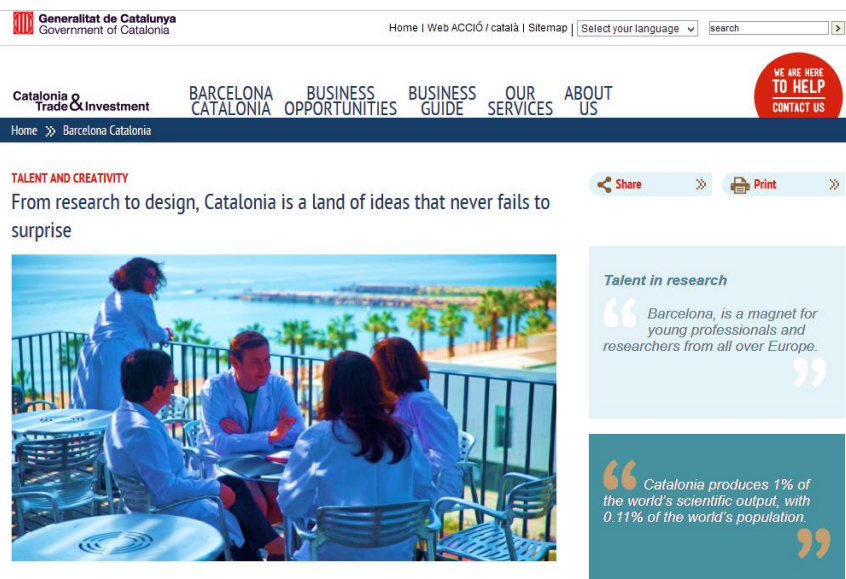 Generalitat de Catalunya
Government of Catalonia
Home | Web ACCIÓ / català | Sitemap | Select your language search >
WE ARE HERE
TO HELP
CONTACT US
Catalonia
Trade & Investment
BARCELONA
CATALONIA
BUSINESS
OPPORTUNITIES
BUSINESS
GUIDE
OUR
SERVICES
ABOUT
US
Home » Barcelona Catalonia
TALENT AND CREATIVITY
From research to design, Catalonia is a land of ideas that never fails to
surprise
Share »
Print »
Talent in research
“ Barcelona, is a magnet for
young professionals and
researchers from all over Europe.
”
“ Catalonia produces 1% of
the world's scientific output, with
0.11% of the world's population.
”